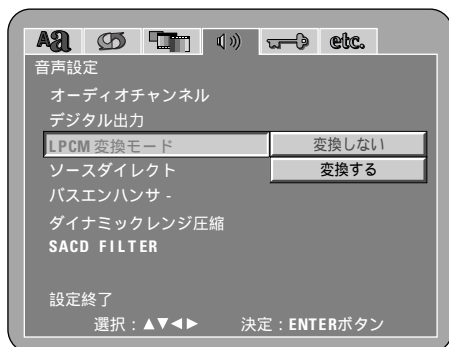 Aa etc.
音声設定
オーディオチャンネル
デジタル出力
LPCM 変換モード 変換しない
ソースダイレクト 変換する
バスエンハンサ -
ダイナミックレンジ圧縮
SACD FILTER
設定終了
選択：▲▼◀▶ 決定：ENTERボタン